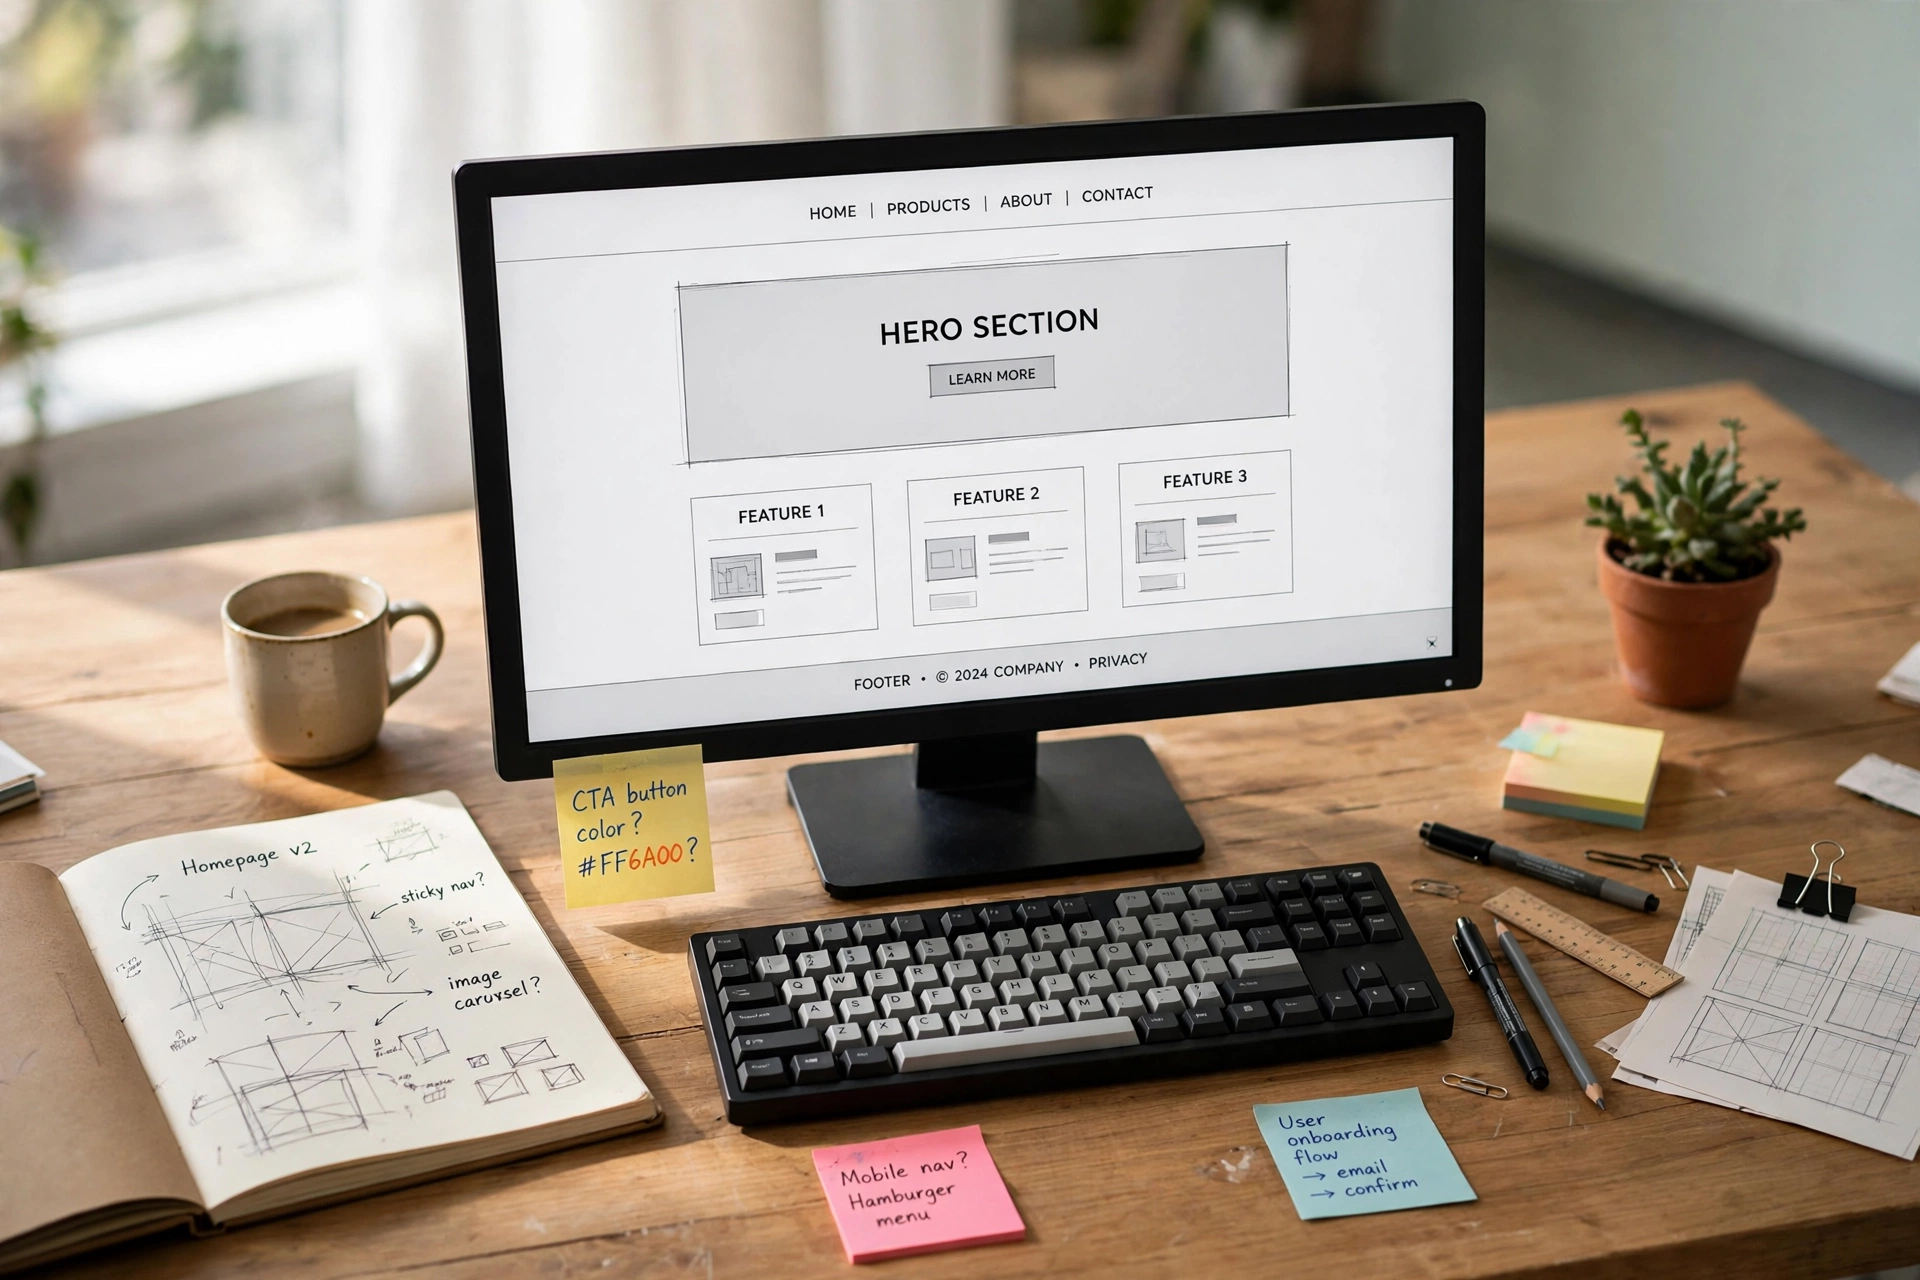 HOME | PRODUCTS | ABOUT | CONTACT
HERO SECTION
LEARN MORE
FEATURE 1
FEATURE 2
FEATURE 3
FOOTER • © 2024 COMPANY • PRIVACY
CTA button
color?
#FF6A00?
Homepage v2
sticky nav?
image
carursel?
Q W E R T Y U I O P
A S D F G H J K L
Z X C V B N M
Mobile nav?
Hamburger
menu
User
onboarding
flow
→ email
→ confirm